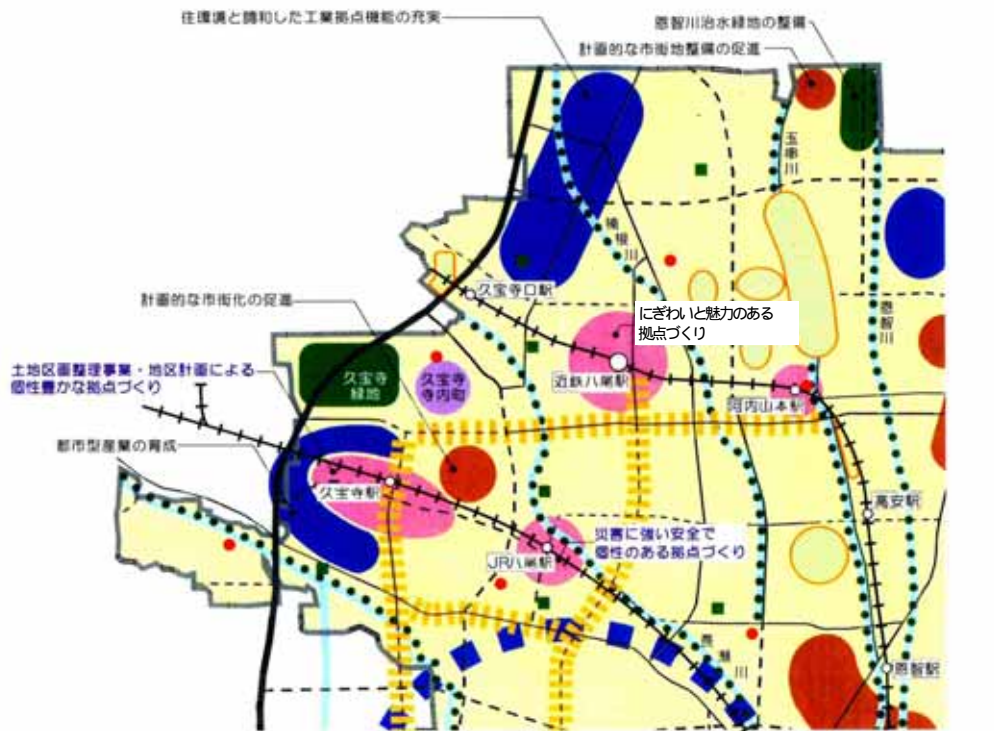 住環境と調和した工業拠点機能の充実
恩智川治水緑地の整備
計画的な市街地整備の促進
玉串川
楠根川
恩智川
久宝寺口駅
計画的な市街化の促進
にぎわいと魅力のある
拠点づくり
土地区画整理事業・地区計画による
個性豊かな拠点づくり
久宝寺
緑地
久宝寺
寺内町
近鉄八尾駅
河内山本駅
都市型産業の育成
久宝寺駅
高安駅
災害に強い安全で
個性のある拠点づくり
JR八尾駅
長瀬川
恩智駅